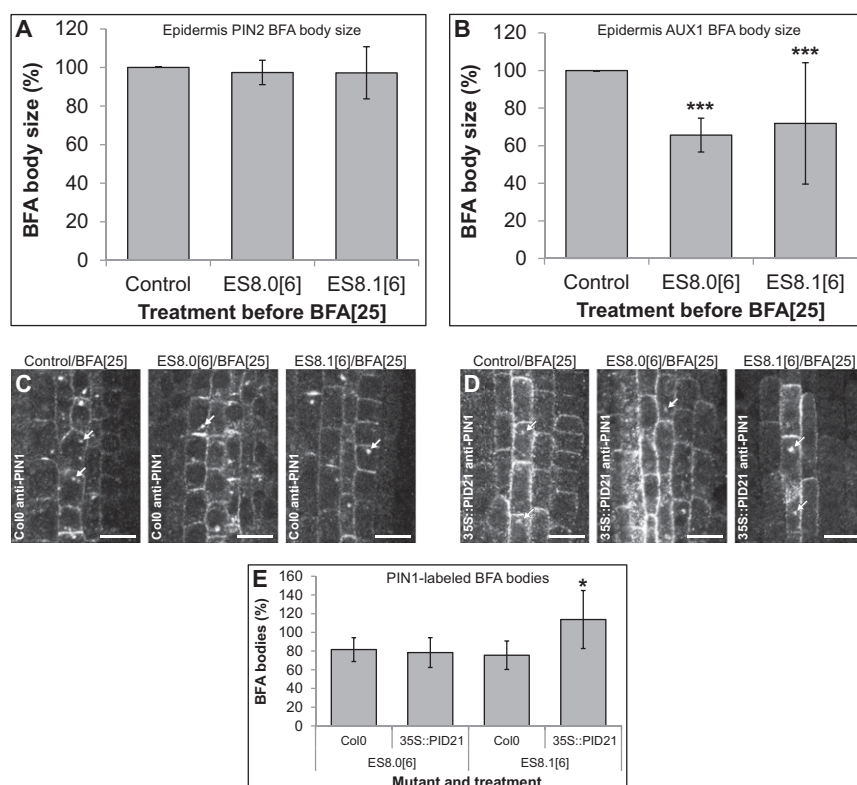 A
Epidermis PIN2 BFA body size
BFA body size (%)
120
100
80
60
40
20
0
Control
ES8.0[6]
ES8.1[6]
Treatment before BFA[25]
B
Epidermis AUX1 BFA body size
BFA body size (%)
120
100
80
60
40
20
0
***
***
Control
ES8.0[6]
ES8.1[6]
Treatment before BFA[25]
Control/BFA[25]
ES8.0[6]/BFA[25]
ES8.1[6]/BFA[25]
C
Col0 anti-PIN1
Col0 anti-PIN1
Col0 anti-PIN1
Control/BFA[25]
ES8.0[6]/BFA[25]
ES8.1[6]/BFA[25]
D
35S::PID21 anti-PIN1
35S::PID21 anti-PIN1
35S::PID21 anti-PIN1
E
PIN1-labeled BFA bodies
BFA bodies (%)
160
140
120
100
80
60
40
20
0
*
Col0
35S::PID21
Col0
35S::PID21
ES8.0[6]
ES8.1[6]
Mutant and treatment